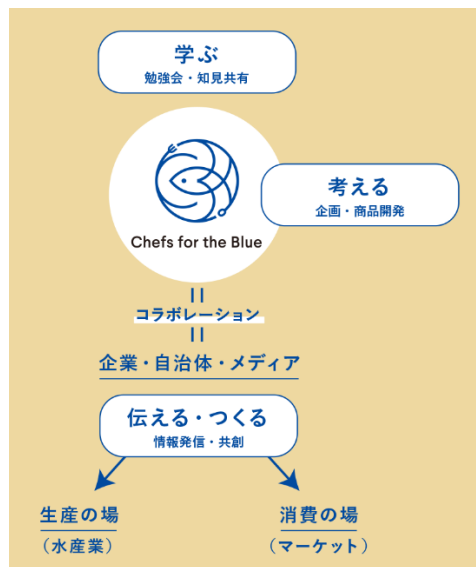 学ぶ
勉強会・知見共有
考える
企画・商品開発
Chefs for the Blue
コラボレーション
企業・自治体・メディア
伝える・つくる
情報発信・共創
生産の場
（水産業）
消費の場
（マーケット）